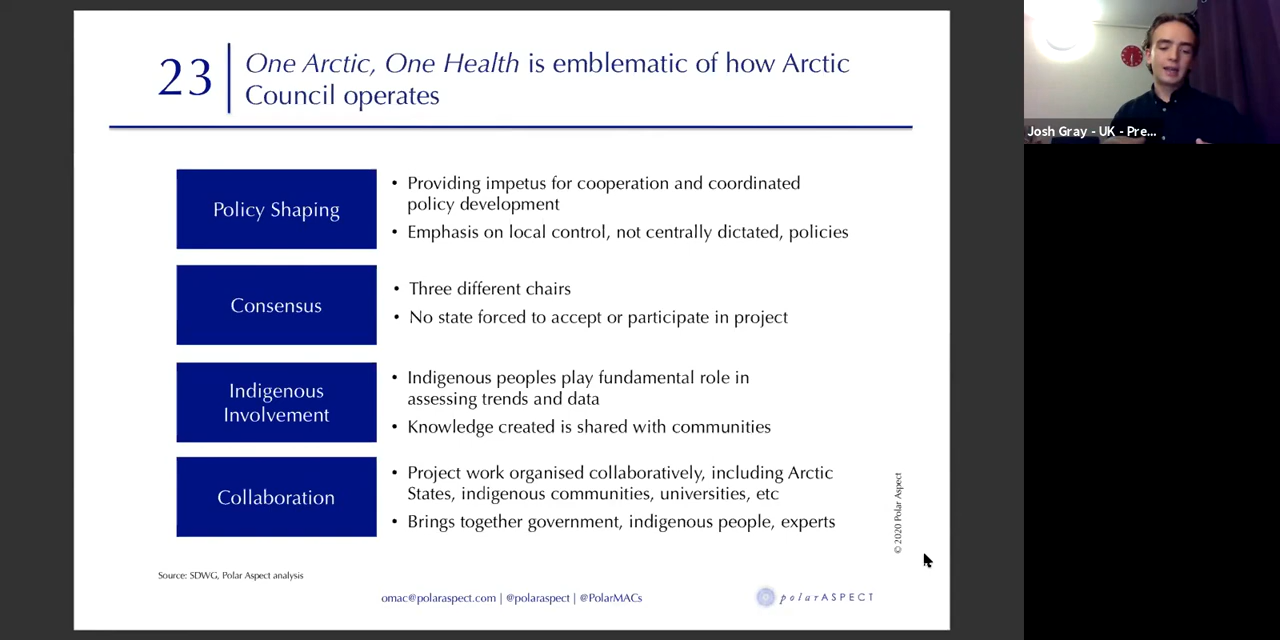 23
One Arctic, One Health is emblematic of how Arctic
Council operates
Policy Shaping
• Providing impetus for cooperation and coordinated
policy development
• Emphasis on local control, not centrally dictated, policies
Consensus
• Three different chairs
• No state forced to accept or participate in project
Indigenous
Involvement
• Indigenous peoples play fundamental role in
assessing trends and data
• Knowledge created is shared with communities
Collaboration
• Project work organised collaboratively, including Arctic
States, indigenous communities, universities, etc
• Brings together government, indigenous people, experts
© 2020 Polar Aspect
Source: SDWG, Polar Aspect analysis
omac@polaraspect.com | @polaraspect | @PolarMACs
polarASPECT
Josh Gray - UK - Pre...